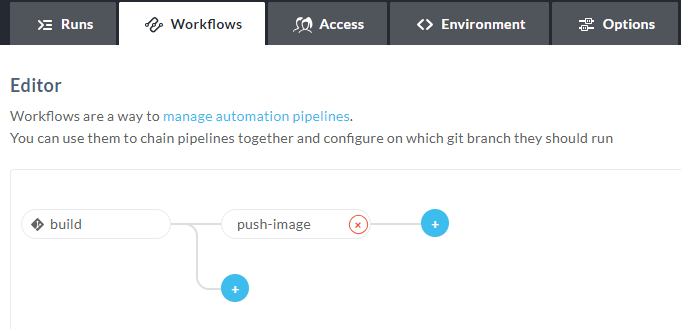 Runs Workflows Access Environment Options
Editor
Workflows are a way to manage automation pipelines.
You can use them to chain pipelines together and configure on which git branch they should run
build push-image